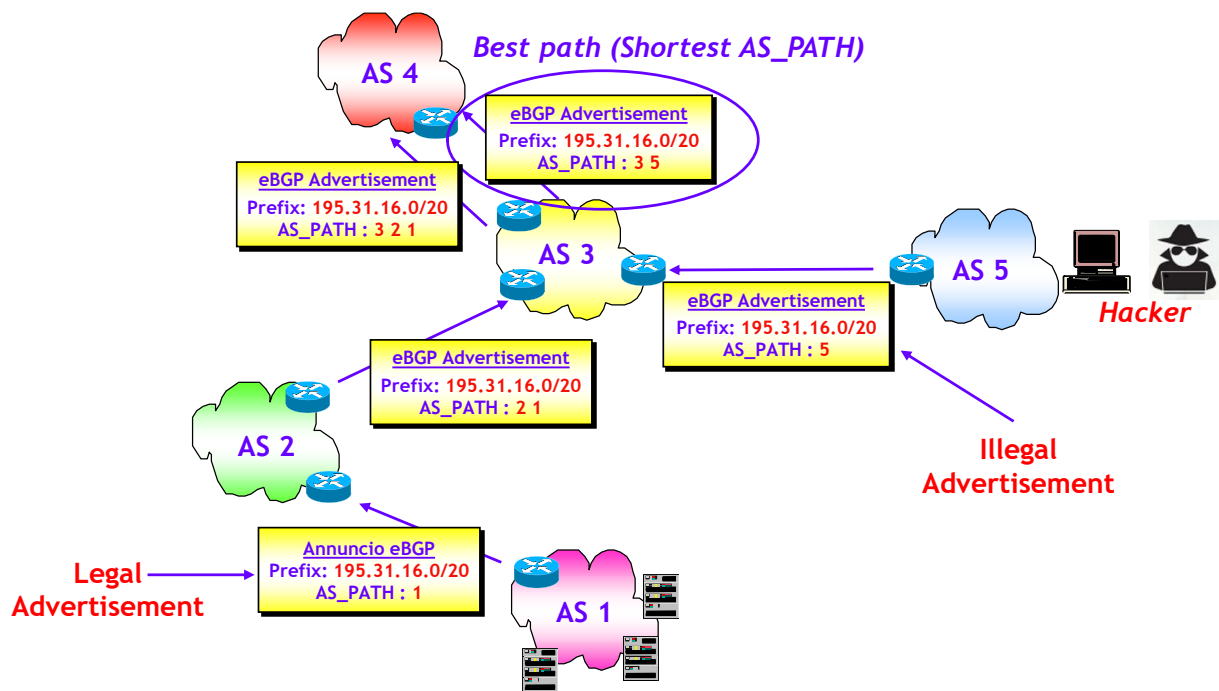 Best path (Shortest AS_PATH)
AS 4
eBGP Advertisement
Prefix: 195.31.16.0/20
AS_PATH : 3 5
eBGP Advertisement
Prefix: 195.31.16.0/20
AS_PATH : 3 2 1
AS 3
AS 5
Hacker
eBGP Advertisement
Prefix: 195.31.16.0/20
AS_PATH : 5
eBGP Advertisement
Prefix: 195.31.16.0/20
AS_PATH : 2 1
AS 2
Illegal
Advertisement
Annuncio eBGP
Prefix: 195.31.16.0/20
AS_PATH : 1
Legal
Advertisement
AS 1